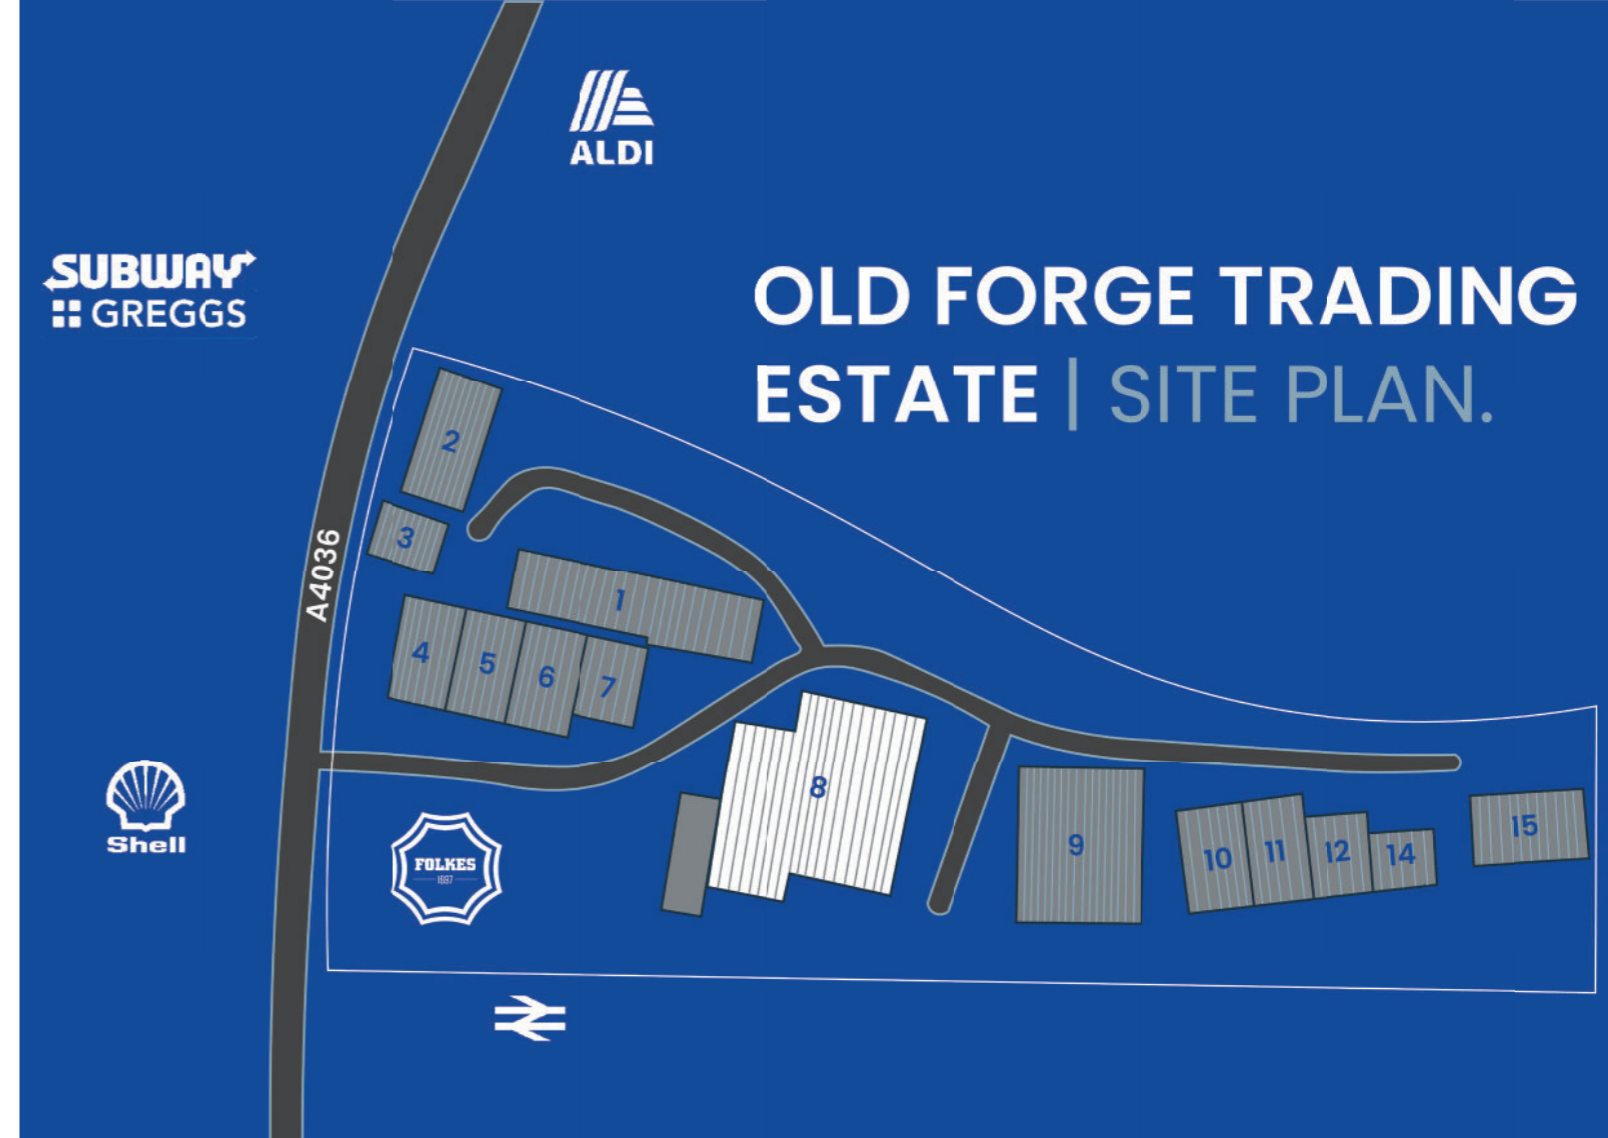 ALDI
SUBWAY
GREGGS
OLD FORGE TRADING
ESTATE | SITE PLAN.
2
3
A4036
1
4
5
6
7
8
9
10
11
12
14
15
Shell
FOLKES
1697